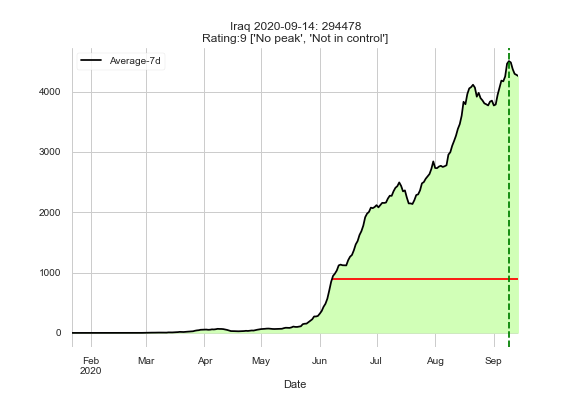 Iraq 2020-09-14: 294478
Rating:9 ['No peak', 'Not in control']
Average-7d
4000
3000
2000
1000
0
Feb Mar Apr May Jun Jul Aug Sep
2020
Date